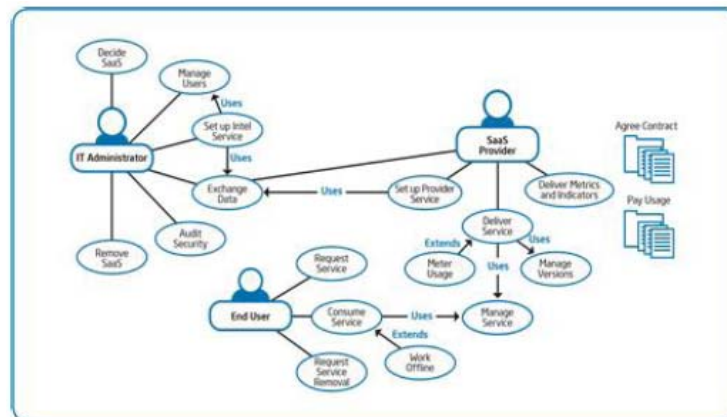 Decide
SaaS
Manage
Users
Uses
Set up Intel
Service
Uses
IT Administrator
Exchange
Data
Audit
Security
Remove
SaaS
SaaS
Provider
Uses
Set up Provider
Service
Deliver Metrics
and Indicators
Agree Contract
Pay Usage
Deliver
Service
Extends
Uses
Meter
Usage
Uses
Manage
Versions
Request
Service
End User
Consume
Service
Uses
Manage
Service
Extends
Work
Offline
Request
Service
Removal